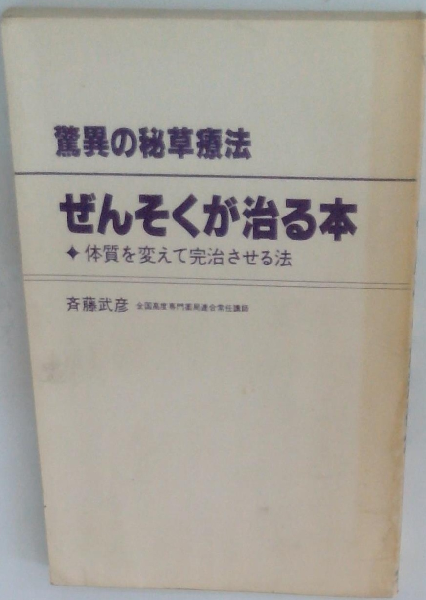 驚異の秘草療法
ぜんそくが治る本
✦体質を変えて完治させる法
斉藤武彦 全国高度専門薬局連合常任講師